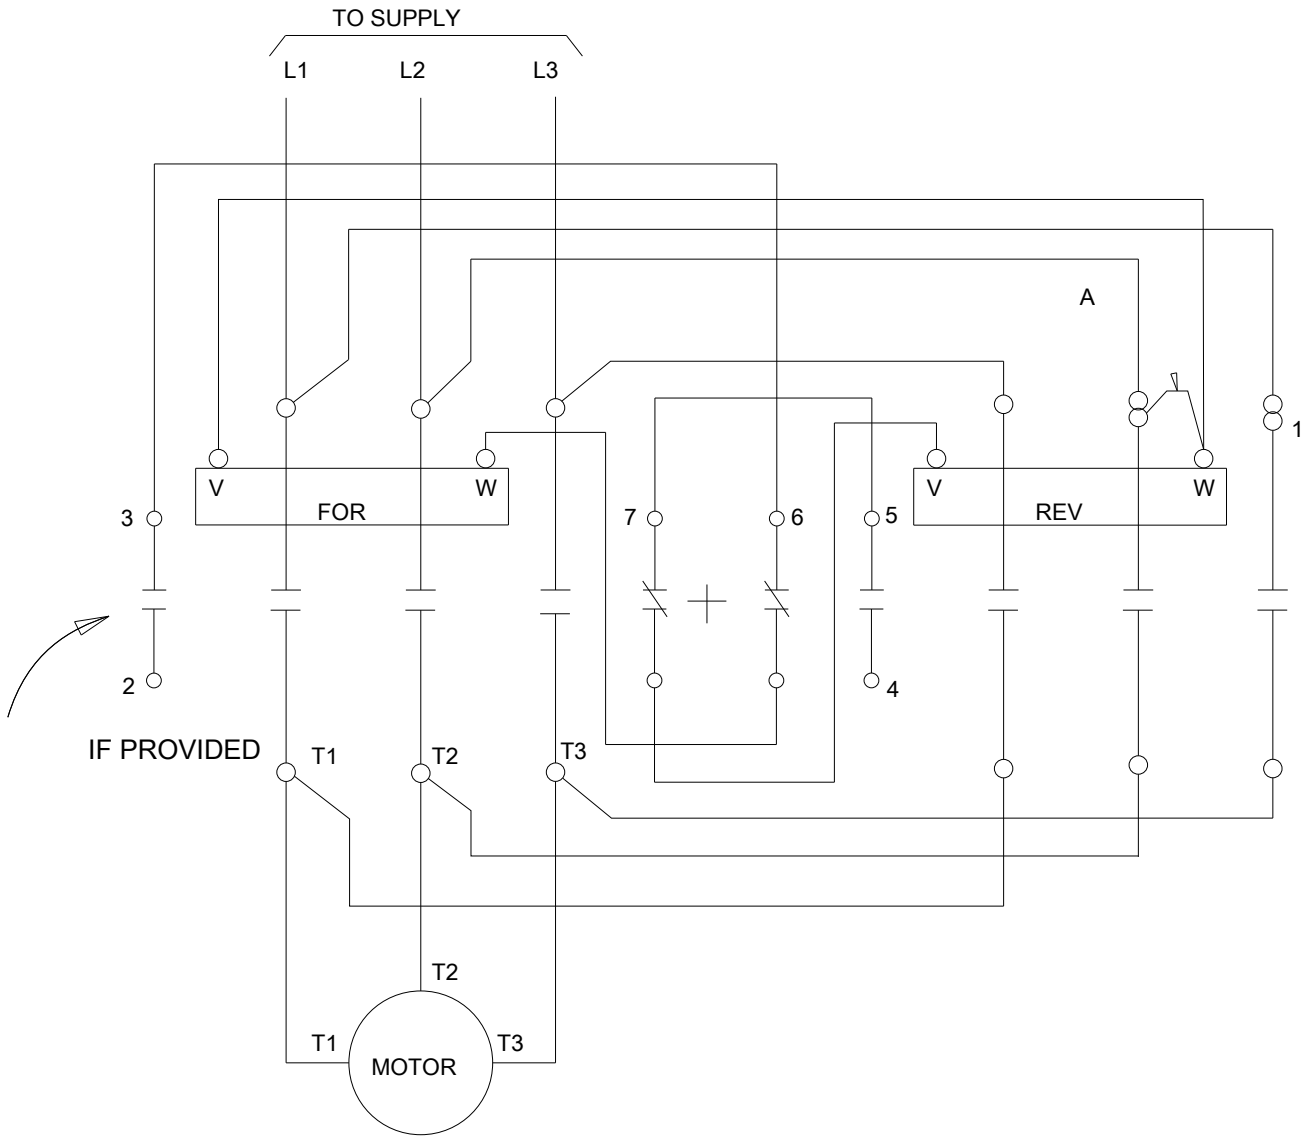 TO SUPPLY
L1 L2 L3
A
1
V W V W
FOR REV
3 7 6 5
2 4
IF PROVIDED T1 T2 T3
T2
T1 T3
MOTOR